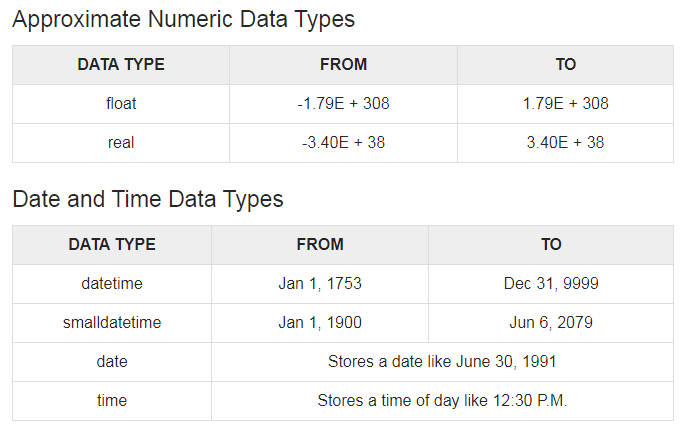 Approximate Numeric Data Types
DATA TYPE FROM TO
float -1.79E + 308 1.79E + 308
real -3.40E + 38 3.40E + 38
Date and Time Data Types
DATA TYPE FROM TO
datetime Jan 1, 1753 Dec 31, 9999
smalldatetime Jan 1, 1900 Jun 6, 2079
date Stores a date like June 30, 1991
time Stores a time of day like 12:30 P.M.